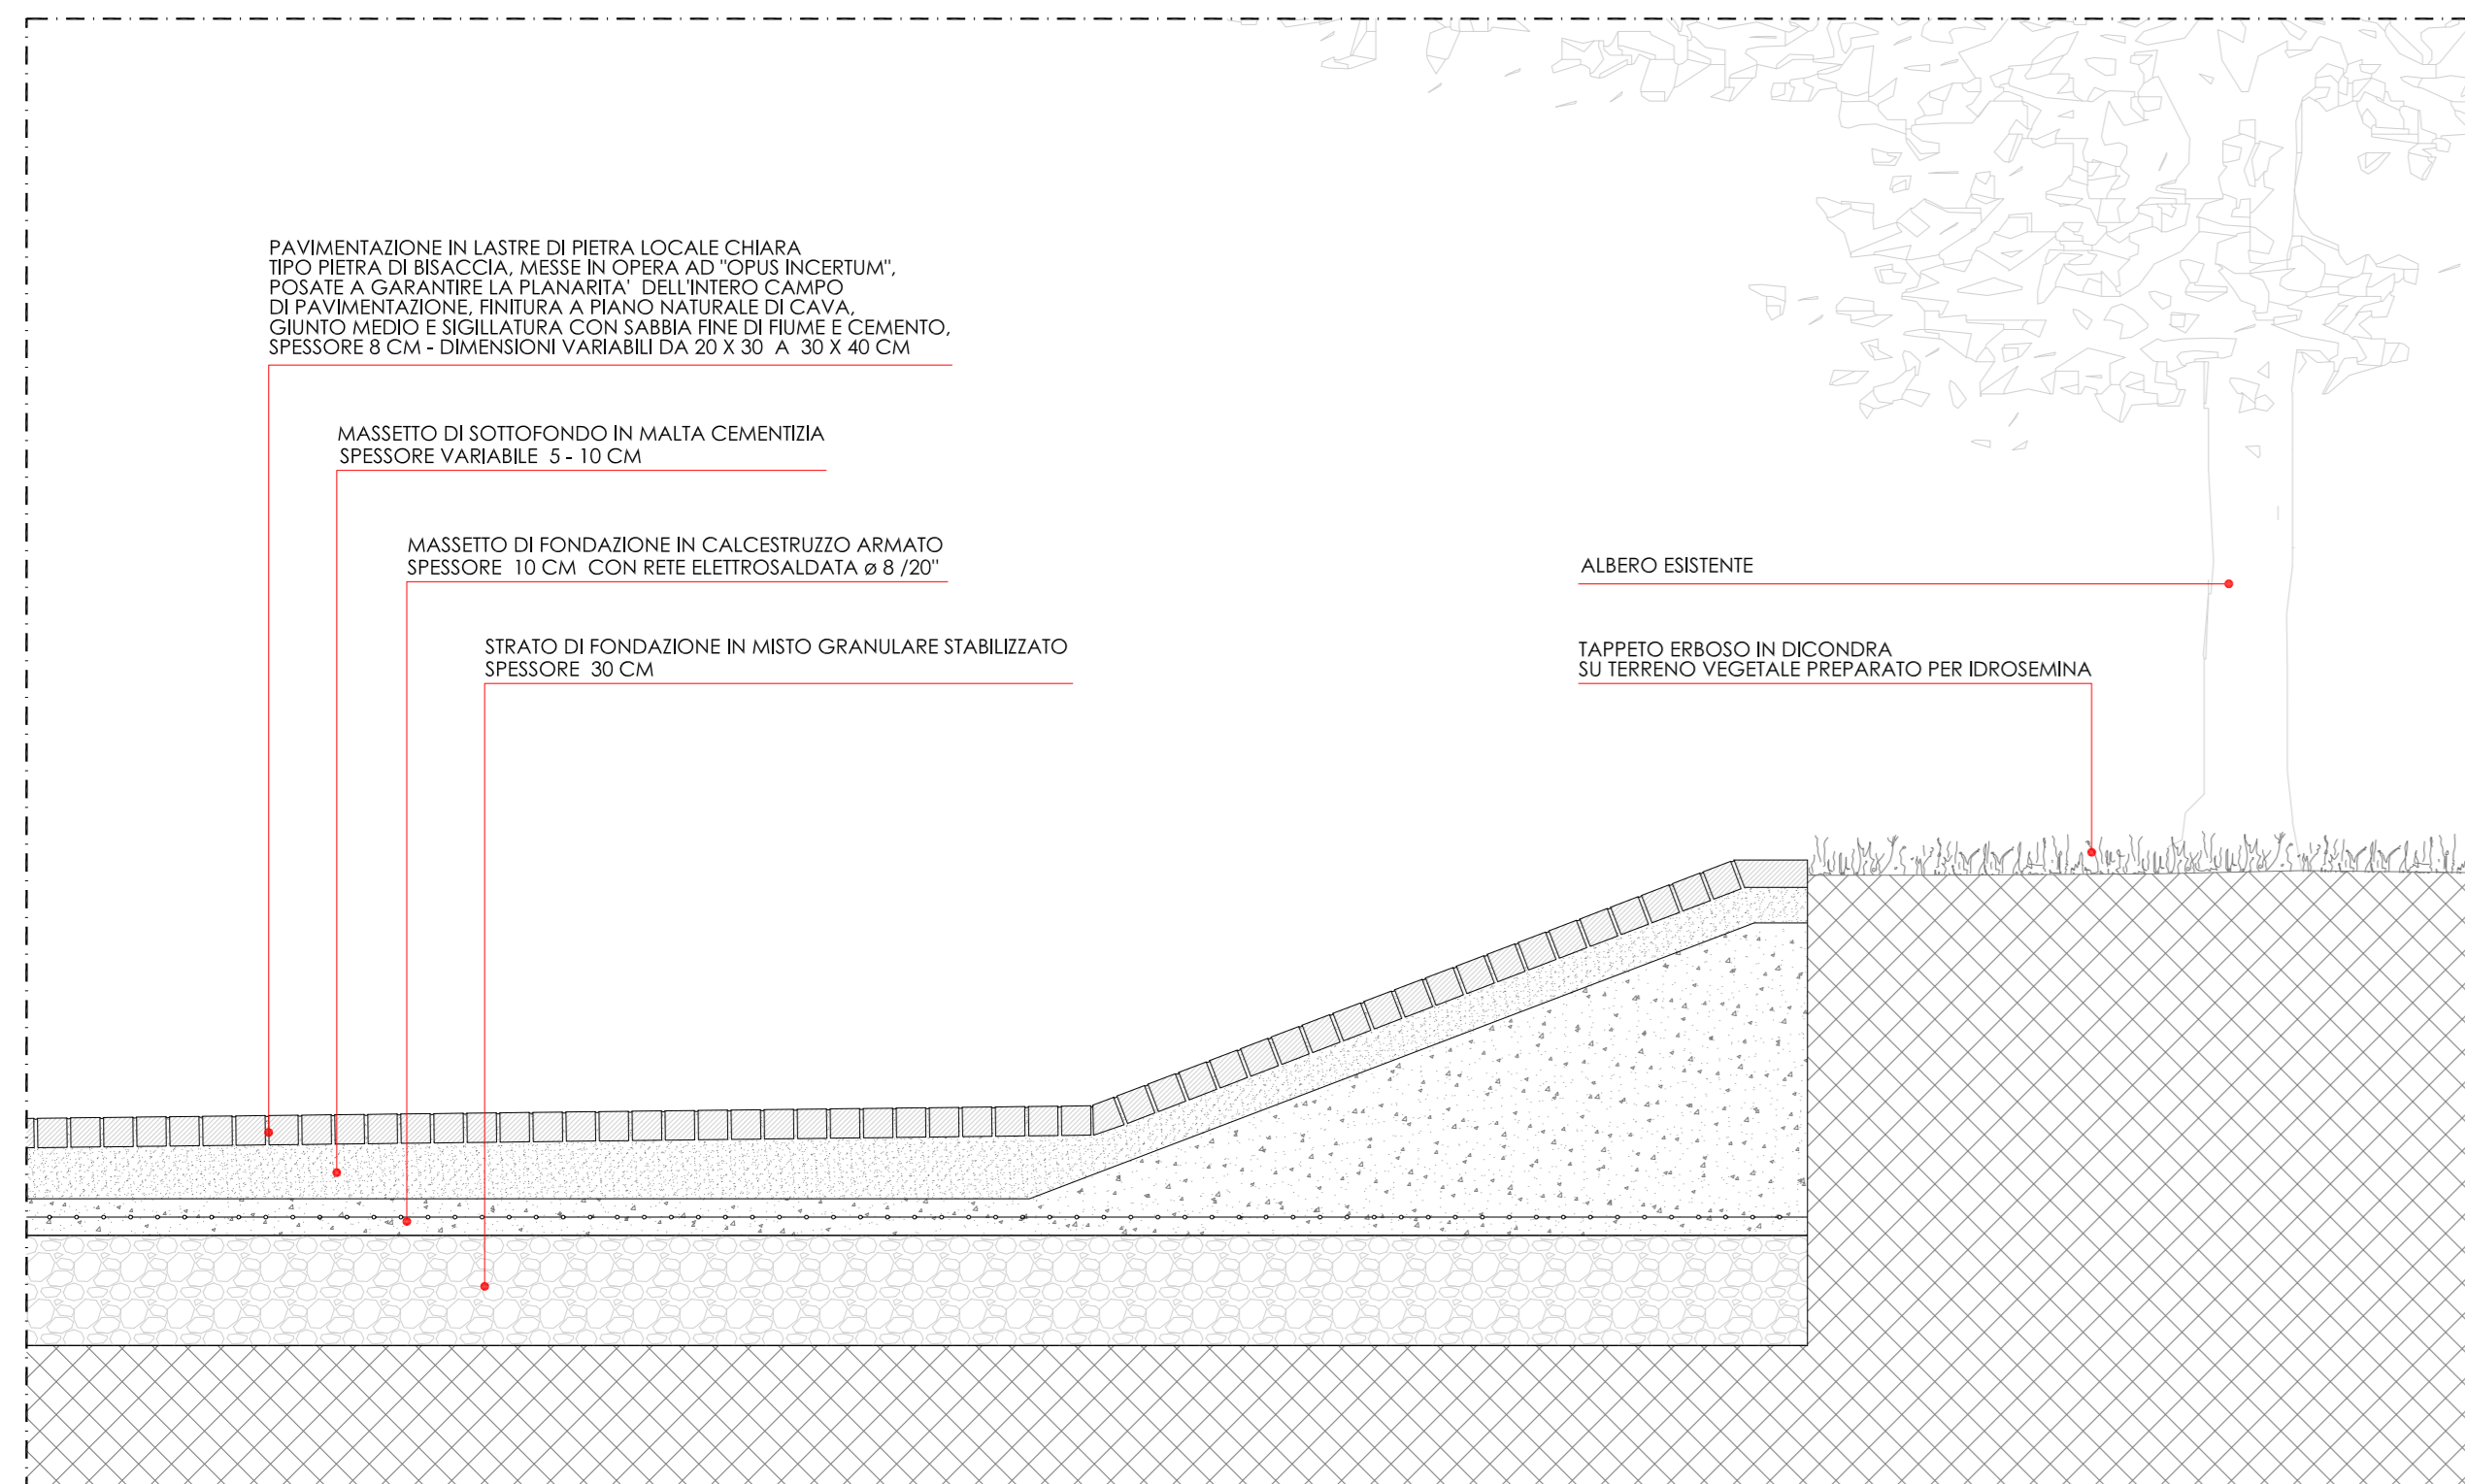 PAVIMENTAZIONE IN LASTRE DI PIETRA LOCALE CHIARA
TIPO PIETRA DI BISACCIA, MESSE IN OPERA AD "OPUS INCERTUM",
POSATE A GARANTIRE LA PLANARITA' DELL'INTERO CAMPO
DI PAVIMENTAZIONE, FINITURA A PIANO NATURALE DI CAVA,
GIUNTO MEDIO E SIGILLATURA CON SABBIA FINE DI FIUME E CEMENTO,
SPESSORE 8 CM - DIMENSIONI VARIABILI DA 20 X 30 A 30 X 40 CM
MASSETTO DI SOTTOFONDO IN MALTA CEMENTIZIA
SPESSORE VARIABILE 5 - 10 CM
MASSETTO DI FONDAZIONE IN CALCESTRUZZO ARMATO
SPESSORE 10 CM CON RETE ELETTROSALDATA ø 8 /20"
STRATO DI FONDAZIONE IN MISTO GRANULARE STABILIZZATO
SPESSORE 30 CM
ALBERO ESISTENTE
TAPPETO ERBOSO IN DICONDRA
SU TERRENO VEGETALE PREPARATO PER IDROSEMINA